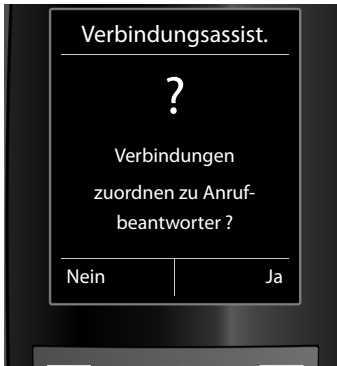 Verbindungsassist.
?
Verbindungen
zuordnen zu Anruf-
beantworter ?
Nein Ja